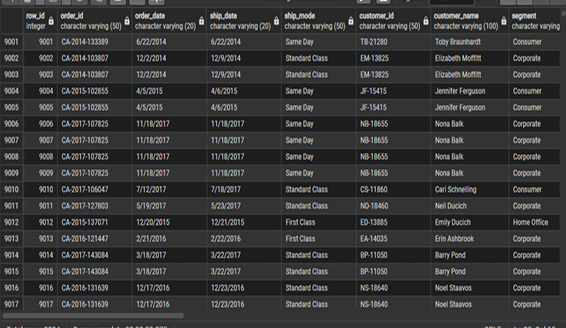 row_id order_id order_date ship_date ship_mode customer_id customer_name segment
integer character varying (50) character varying (20) character varying (20) character varying (50) character varying (50) character varying (100) character varying
9001 9001 CA-2014-133389 6/22/2014 6/22/2014 Same Day TB-21280 Toby Braunhardt Consumer
9002 9002 CA-2014-103807 12/2/2014 12/9/2014 Standard Class EM-13825 Elizabeth Moffitt Corporate
9003 9003 CA-2014-103807 12/2/2014 12/9/2014 Standard Class EM-13825 Elizabeth Moffitt Corporate
9004 9004 CA-2015-102855 4/5/2015 4/6/2015 Same Day JF-15415 Jennifer Ferguson Consumer
9005 9005 CA-2015-102855 4/5/2015 4/6/2015 Same Day JF-15415 Jennifer Ferguson Consumer
9006 9006 CA-2017-107825 11/18/2017 11/18/2017 Same Day NB-18655 Nona Balk Corporate
9007 9007 CA-2017-107825 11/18/2017 11/18/2017 Same Day NB-18655 Nona Balk Corporate
9008 9008 CA-2017-107825 11/18/2017 11/18/2017 Same Day NB-18655 Nona Balk Corporate
9009 9009 CA-2017-107825 11/18/2017 11/18/2017 Same Day NB-18655 Nona Balk Corporate
9010 9010 CA-2017-106047 7/12/2017 7/18/2017 Standard Class CS-11860 Cari Schnelling Consumer
9011 9011 CA-2017-127803 5/19/2017 5/23/2017 Standard Class ND-18460 Neil Ducich Corporate
9012 9012 CA-2015-137071 12/20/2015 12/21/2015 First Class ED-13885 Emily Ducich Home Office
9013 9013 CA-2016-121447 2/21/2016 2/22/2016 First Class EA-14035 Erin Ashbrook Corporate
9014 9014 CA-2017-143084 3/18/2017 3/22/2017 Standard Class BP-11050 Barry Pond Corporate
9015 9015 CA-2017-143084 3/18/2017 3/22/2017 Standard Class BP-11050 Barry Pond Corporate
9016 9016 CA-2016-131639 12/17/2016 12/23/2016 Standard Class NS-18640 Noel Staavos Corporate
9017 9017 CA-2016-131639 12/17/2016 12/23/2016 Standard Class NS-18640 Noel Staavos Corporate